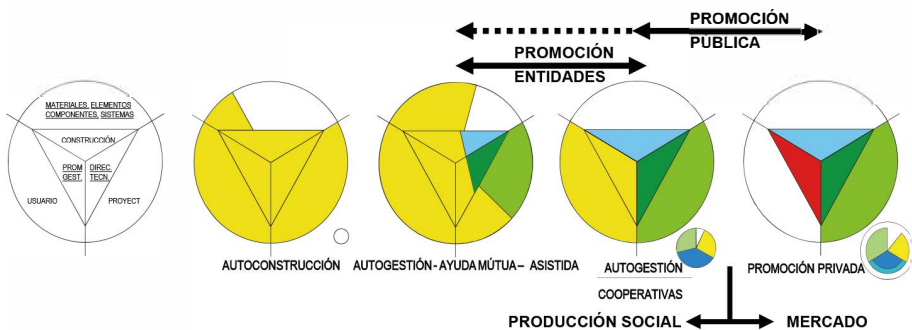 PROMOCIÓN
PÚBLICA
PROMOCIÓN
ENTIDADES
MATERIALES, ELEMENTOS
COMPONENTES, SISTEMAS
CONSTRUCCIÓN
PROM
GEST.
DIREC.
TECN.
USUARIO
PROYECT
AUTOCONSTRUCCIÓN
AUTOGESTIÓN-AYUDA MÚTUA- ASISTIDA
AUTOGESTIÓN
COOPERATIVAS
PROMOCIÓN PRIVADA
PRODUCCIÓN SOCIAL
MERCADO